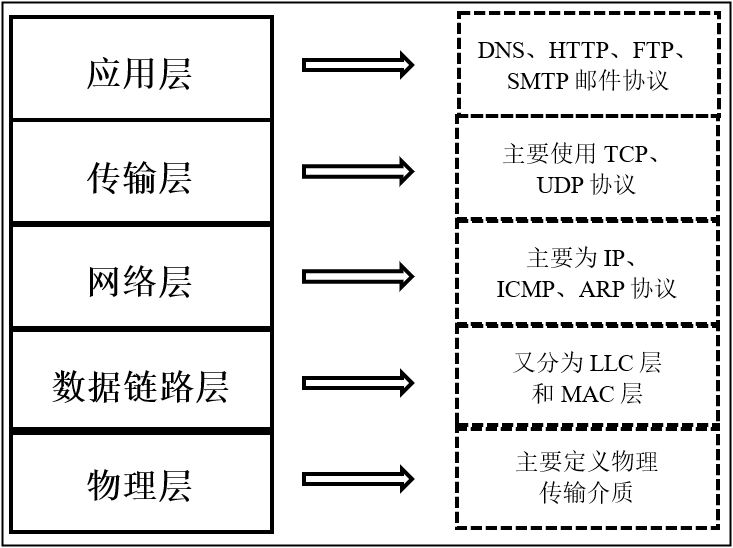 应用层
DNS、HTTP、FTP、
SMTP 邮件协议
传输层
主要使用 TCP、
UDP 协议
网络层
主要为 IP、
ICMP、ARP 协议
数据链路层
又分为 LLC 层
和 MAC 层
物理层
主要定义物理
传输介质